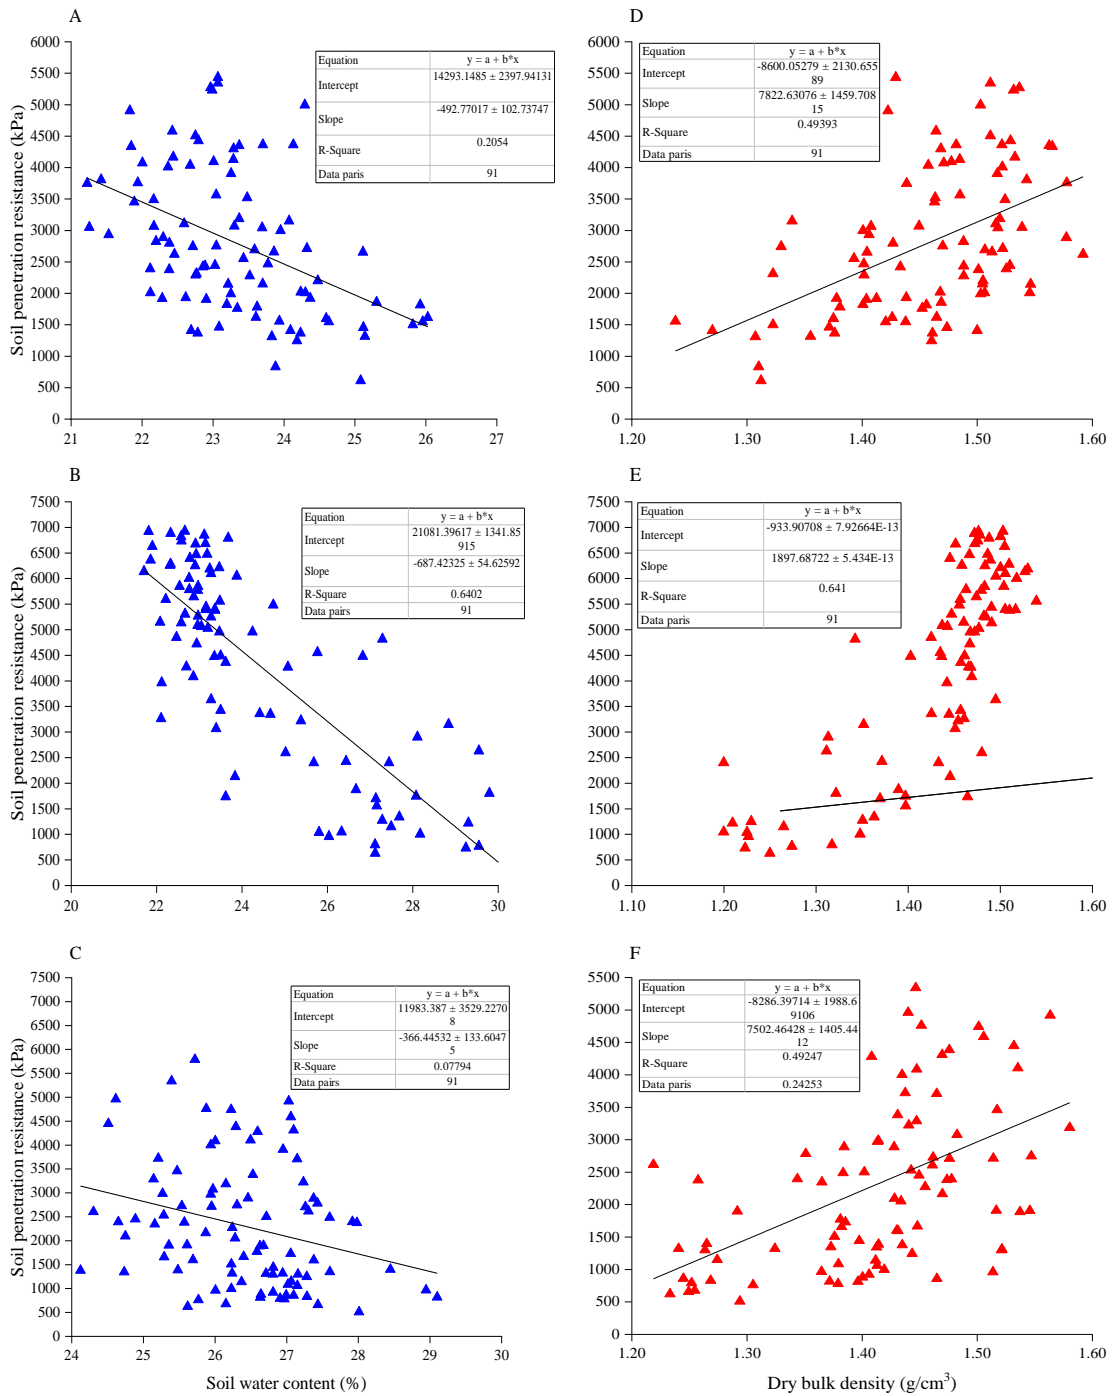 A
6000
5500
5000
4500
4000
3500
3000
2500
2000
1500
1000
500
0
21 22 23 24 25 26 27
Soil penetration resistance (kPa)
Equation y = a + b*x
Intercept 14293.1485 ± 2397.94131
Slope -492.77017 ± 102.73747
R-Square 0.2054
Data paris 91
D
6000
5500
5000
4500
4000
3500
3000
2500
2000
1500
1000
500
0
1.20 1.30 1.40 1.50 1.60
Equation y = a + b*x
Intercept -8600.05279 ± 2130.655
89
Slope 7822.63076 ± 1459.708
15
R-Square 0.49393
Data paris 91
B
7500
7000
6500
6000
5500
5000
4500
4000
3500
3000
2500
2000
1500
1000
500
0
20 22 24 26 28 30
Soil penetration resistance (kPa)
Equation y = a + b*x
Intercept 21081.39617 ± 1341.85
915
Slope -687.42325 ± 54.62592
R-Square 0.6402
Data pairs 91
E
7500
7000
6500
6000
5500
5000
4500
4000
3500
3000
2500
2000
1500
1000
500
0
1.10 1.20 1.30 1.40 1.50 1.60
Equation y = a + b*x
Intercept -933.90708 ± 7.92664E-13
Slope 1897.68722 ± 5.434E-13
R-Square 0.641
Data paris 91
C
7500
7000
6500
6000
5500
5000
4500
4000
3500
3000
2500
2000
1500
1000
500
0
24 25 26 27 28 29 30
Soil penetration resistance (kPa)
Soil water content (%)
Equation y = a + b*x
Intercept 11983.387 ± 3529.2270
8
Slope -366.44532 ± 133.6047
5
R-Square 0.07794
Data pairs 91
F
5500
5000
4500
4000
3500
3000
2500
2000
1500
1000
500
0
1.20 1.30 1.40 1.50 1.60
Dry bulk density (g/cm³)
Equation y = a + b*x
Intercept -8286.39714 ± 1988.6
9106
Slope 7502.46428 ± 1405.44
12
R-Square 0.49247
Data paris 0.24253